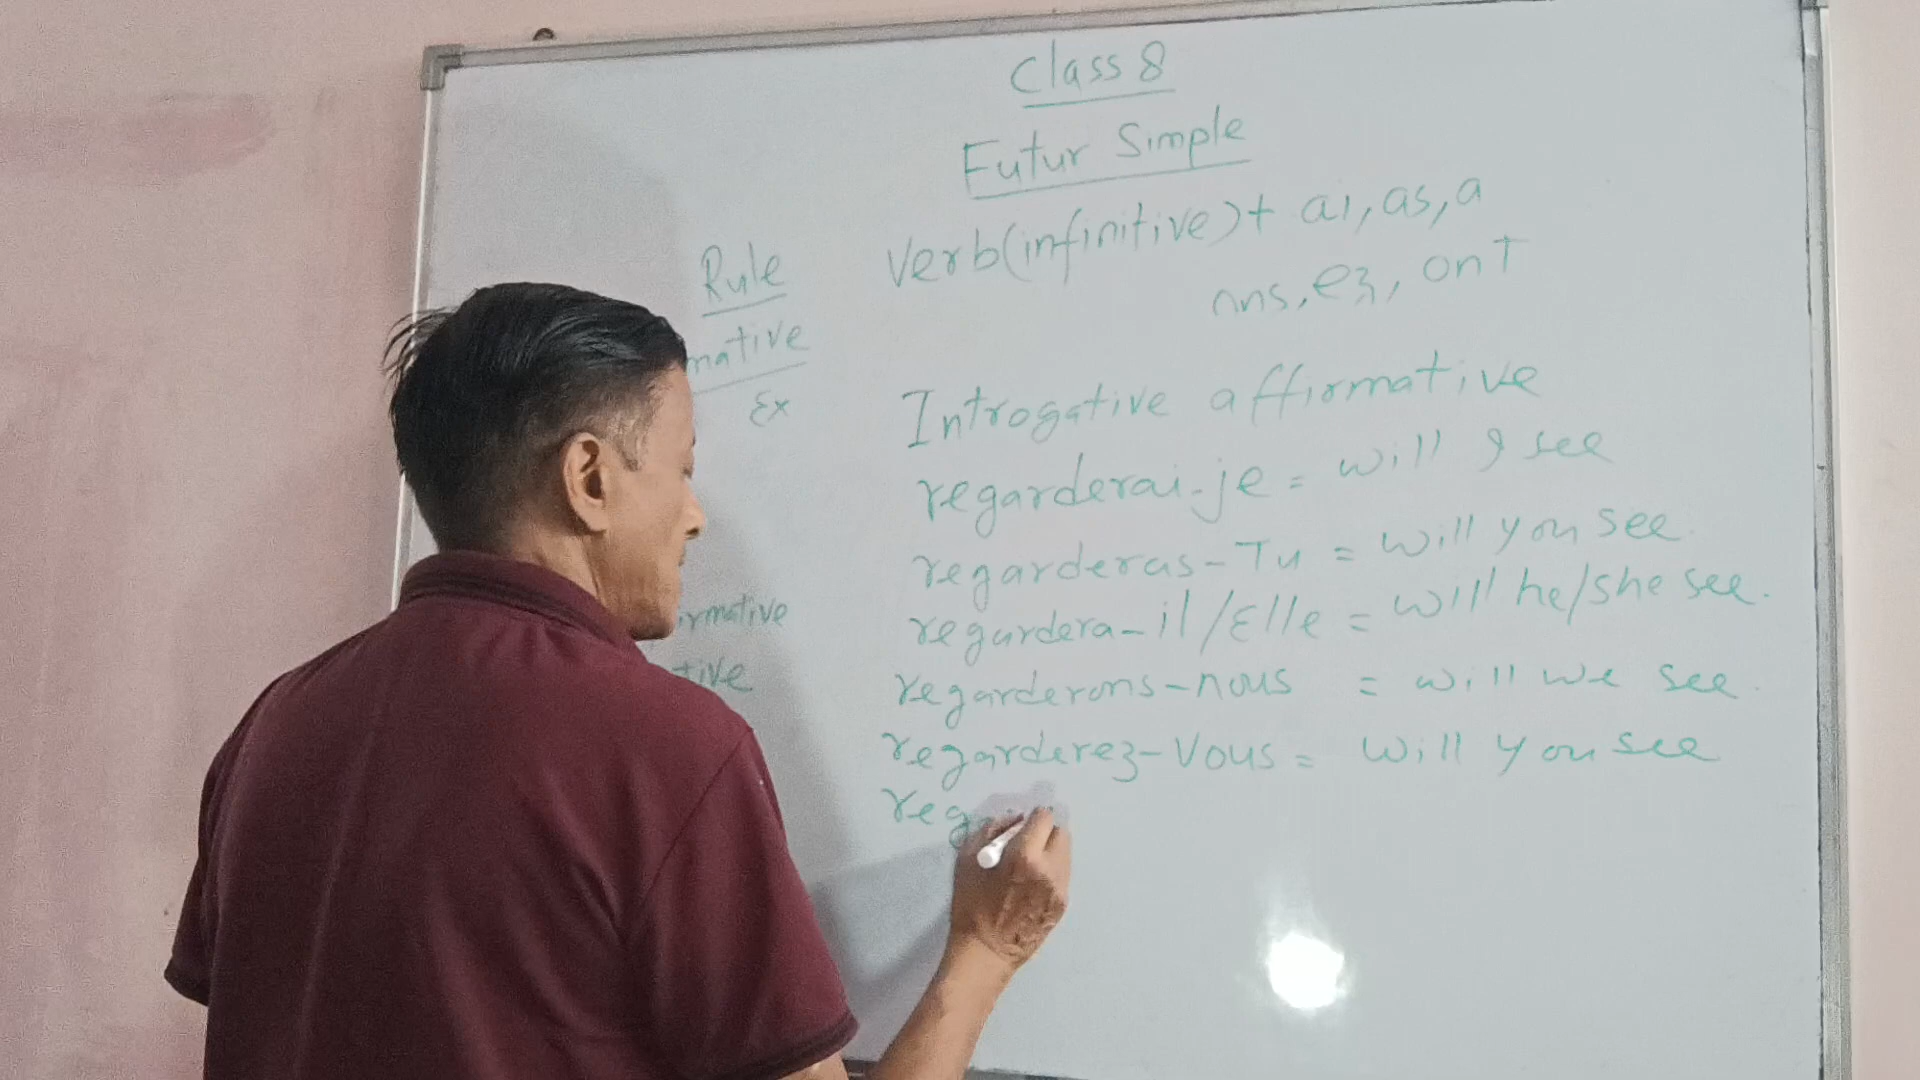 Class 8
Futur Simple
Rule Verb(infinitive)+ ai, as, a
ons, ez, ont
mative
Ex
Introgative affirmative
regarderai-je = will I see
regarderas-Tu = will you see.
rmative
regardera-il/Elle = will he/she see.
tive
regarderons-nous = will we see.
regarderez-Vous = will you see
reg